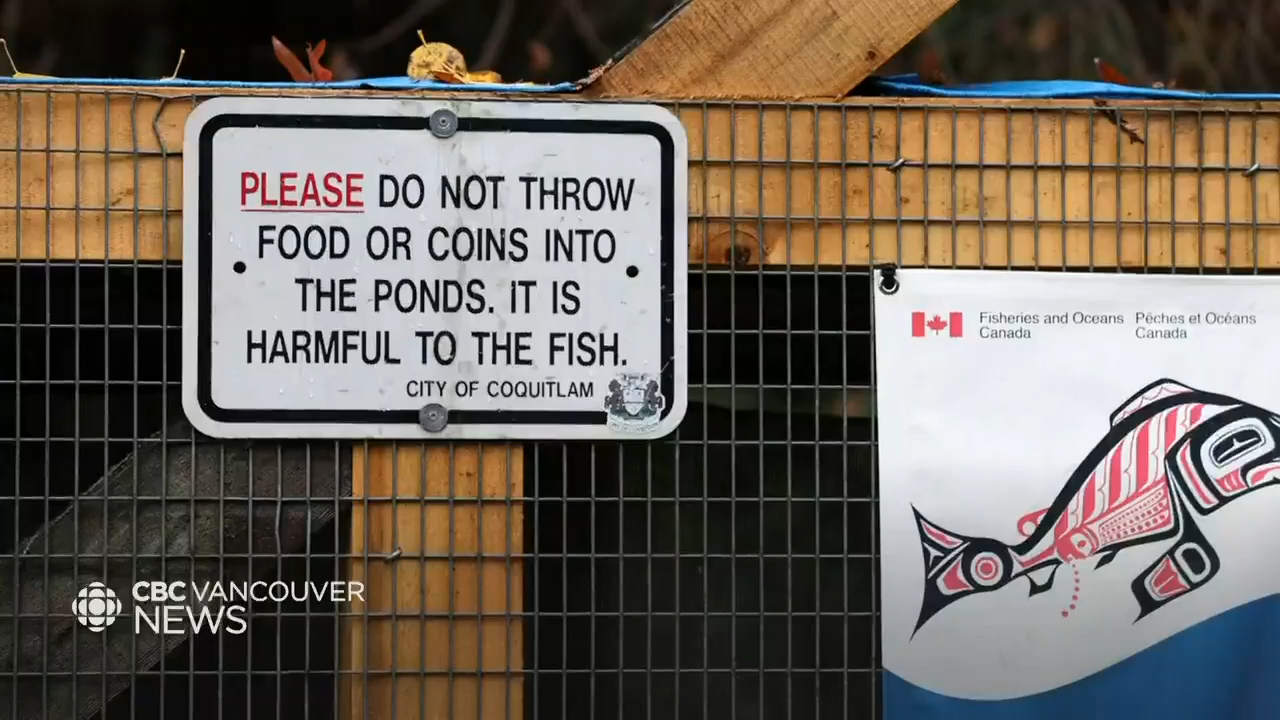 PLEASE DO NOT THROW
FOOD OR COINS INTO
THE PONDS. IT IS
HARMFUL TO THE FISH.
CITY OF COQUITLAM
Fisheries and Oceans
Canada
Pêches et Océans
Canada
CBC VANCOUVER
NEWS